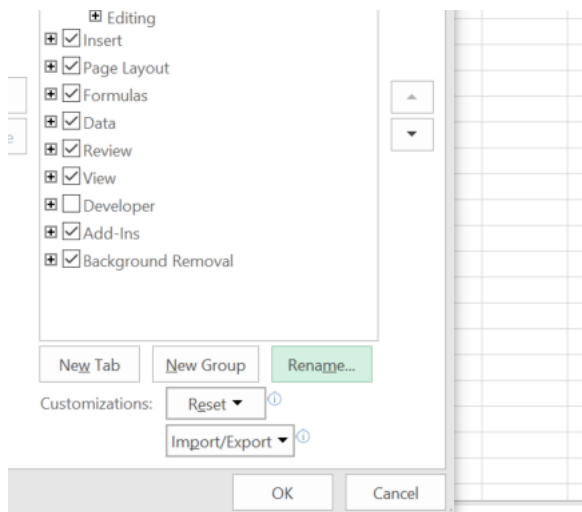 Editing
Insert
Page Layout
Formulas
Data
Review
View
Developer
Add-Ins
Background Removal
New Tab New Group Rename...
Customizations: Reset
Import/Export
OK Cancel